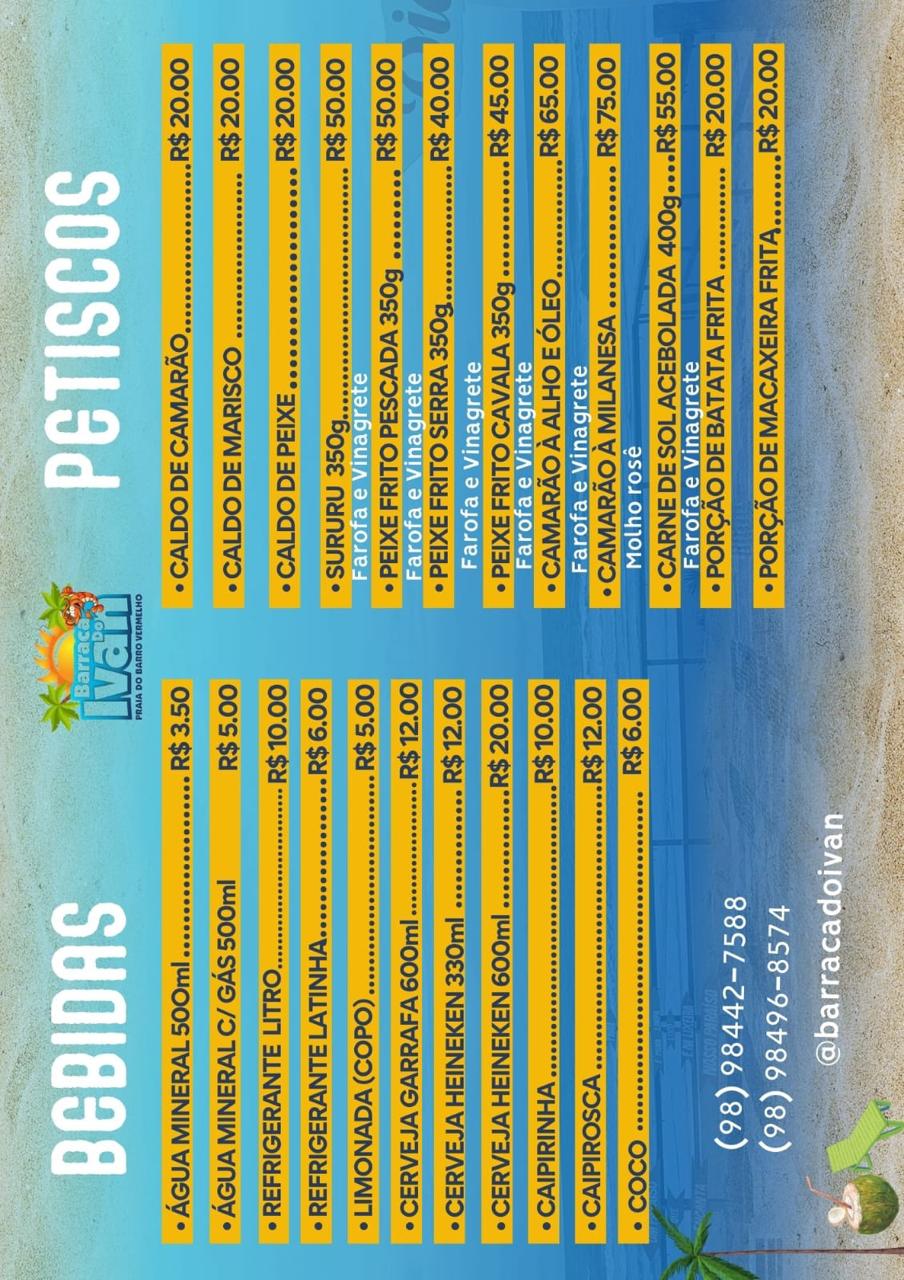 BEBIDAS
Barraca
Do
Ivan
PRAIA DO BARRO VERMELHO
PETISCOS
• ÁGUA MINERAL 500ml ..................... R$ 3.50
• ÁGUA MINERAL C/ GÁS 500ml R$ 5.00
• REFRIGERANTE LITRO............................. R$ 10.00
• REFRIGERANTE LATINHA................... R$ 6.00
• LIMONADA (COPO) .......................... R$ 5.00
• CERVEJA GARRAFA 600ml .................. R$ 12.00
• CERVEJA HEINEKEN 330ml ................ R$ 12.00
• CERVEJA HEINEKEN 600ml .............. R$ 20.00
• CAIPIRINHA ..................................... R$ 10.00
• CAIPIROSCA .................................... R$ 12.00
• COCO ............................................ R$ 6.00
(98) 98442-7588
(98) 98496-8574
@barracadoivan
• CALDO DE CAMARÃO..................... R$ 20.00
• CALDO DE MARISCO ..................... R$ 20.00
• CALDO DE PEIXE ........................ R$ 20.00
• SURURU 350g................................ R$ 50.00
Farofa e Vinagrete
• PEIXE FRITO PESCADA 350g ......... R$ 50.00
Farofa e Vinagrete
• PEIXE FRITO SERRA 350g.................. R$ 40.00
Farofa e Vinagrete
• PEIXE FRITO CAVALA 350g ............. R$ 45.00
Farofa e Vinagrete
• CAMARÃO À ALHO E ÓLEO.............. R$ 65.00
Farofa e Vinagrete
• CAMARÃO À MILANESA ................ R$ 75.00
Molho rosê
• CARNE DE SOL ACEBOLADA 400g.... R$ 55.00
Farofa e Vinagrete
• PORÇÃO DE BATATA FRITA ............ R$ 20.00
• PORÇÃO DE MACAXEIRA FRITA......... R$ 20.00